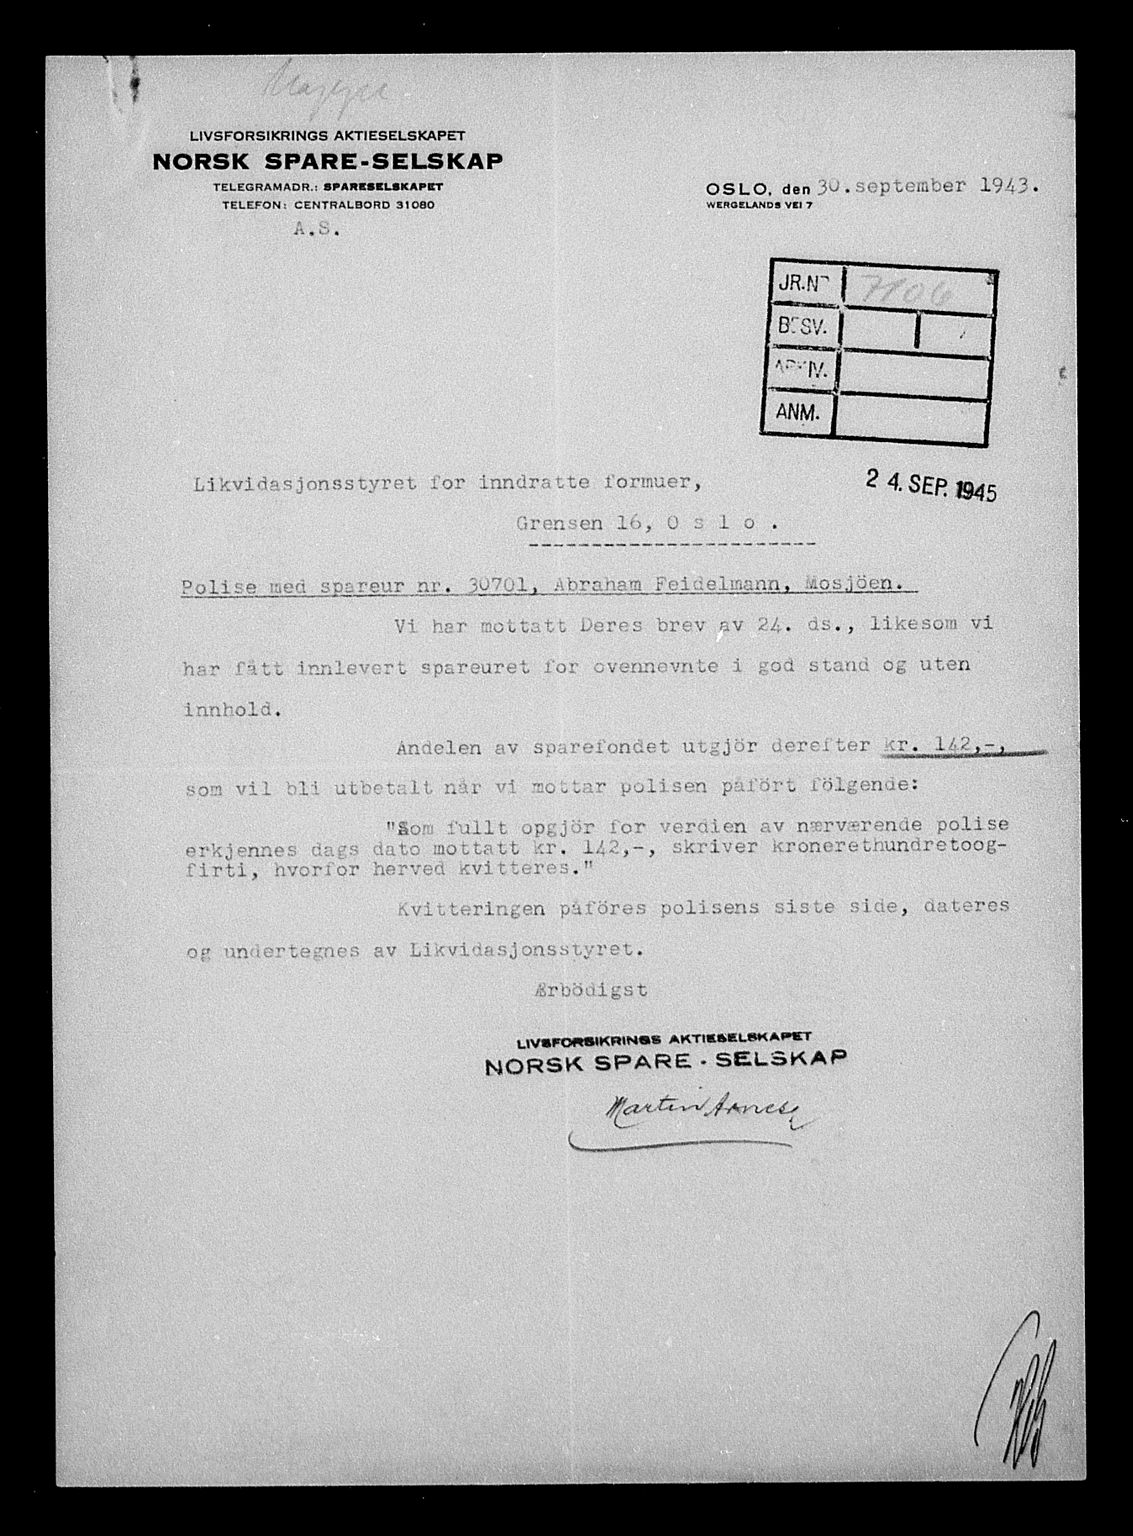 LIVSFORSIKRINGS AKTIESELSKAPET
NORSK SPARE-SELSKAP
TELEGRAMADR.: SPARESELSKAPET
TELEFON: CENTRALBORD 31080
A.S.
OSLO, den 30.september 1943.
WERGELANDS VEI 7
JR.NR 7106
BESV.
ARKIV.
ANM.
24. SEP. 1945
Likvidasjonsstyret for inndratte formuer,
Grensen 16, O s l o .
Polise med spareur nr. 30701, Abraham Feidelmann, Mosjöen.
Vi har mottatt Deres brev av 24. ds., likesom vi
har fått innlevert spareuret for ovennevnte i god stand og uten
innhold.
Andelen av sparefondet utgjör derefter kr. 142,-,
som vil bli utbetalt når vi mottar polisen påfört fölgende:
"Som fullt opgjör for verdien av nærværende polise
erkjennes dags dato mottatt kr. 142,-, skriver kronerethundretoog-
firti, hvorfor herved kvitteres."
Kvitteringen påföres polisens siste side, dateres
og undertegnes av Likvidasjonsstyret.
Ærbödigst
LIVSFORSIKRINGS AKTIESELSKAPET
NORSK SPARE - SELSKAP
Martin